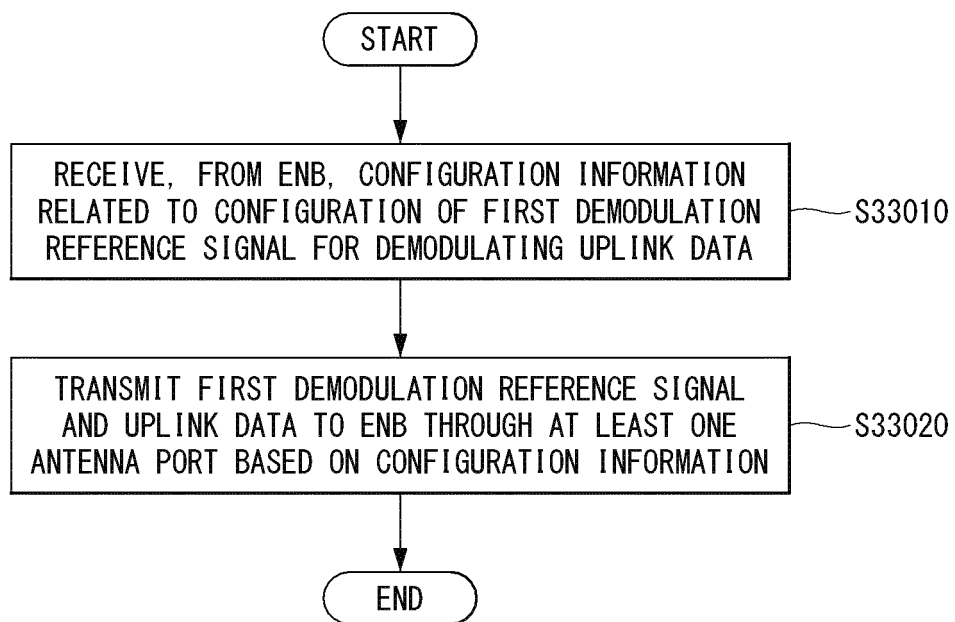 START
RECEIVE, FROM ENB, CONFIGURATION INFORMATION
RELATED TO CONFIGURATION OF FIRST DEMODULATION
REFERENCE SIGNAL FOR DEMODULATING UPLINK DATA
S33010
TRANSMIT FIRST DEMODULATION REFERENCE SIGNAL
AND UPLINK DATA TO ENB THROUGH AT LEAST ONE
ANTENNA PORT BASED ON CONFIGURATION INFORMATION
S33020
END